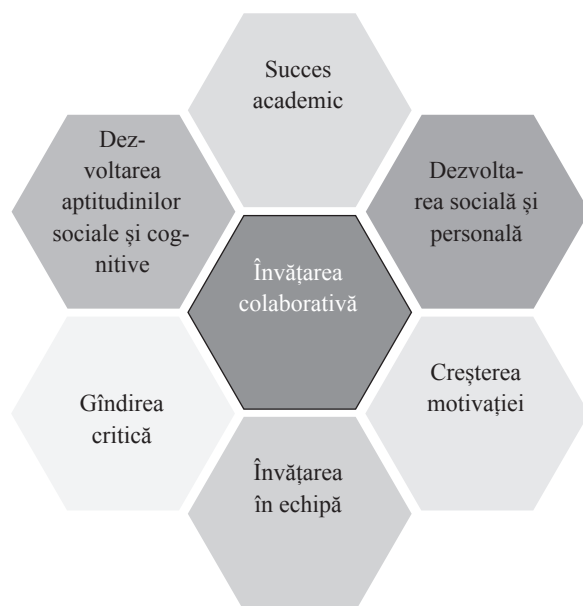 Succes
academic
Dez-
voltarea
aptitudinilor
sociale și cog-
nitive
Dezvolta-
rea socială și
personală
Învățarea
colaborativă
Gîndirea
critică
Creșterea
motivației
Învățarea
în echipă